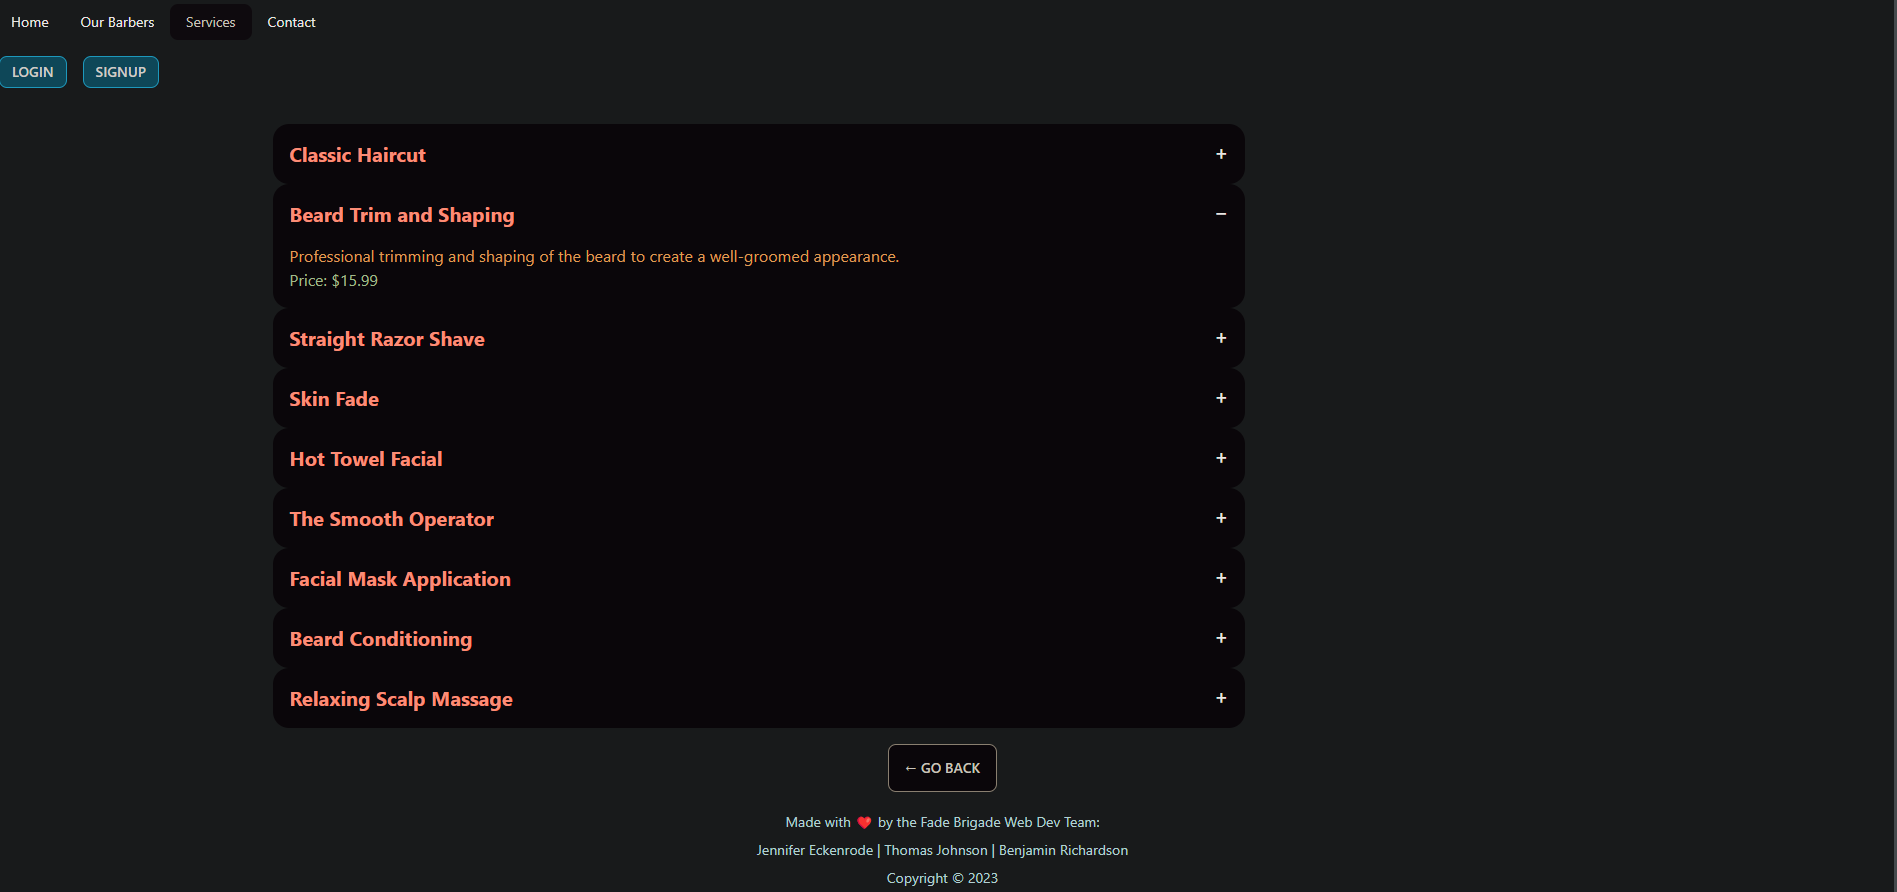 Home Our Barbers Services Contact
LOGIN SIGNUP
Classic Haircut +
Beard Trim and Shaping −
Professional trimming and shaping of the beard to create a well-groomed appearance.
Price: $15.99
Straight Razor Shave +
Skin Fade +
Hot Towel Facial +
The Smooth Operator +
Facial Mask Application +
Beard Conditioning +
Relaxing Scalp Massage +
← GO BACK
Made with ❤️ by the Fade Brigade Web Dev Team:
Jennifer Eckenrode | Thomas Johnson | Benjamin Richardson
Copyright © 2023